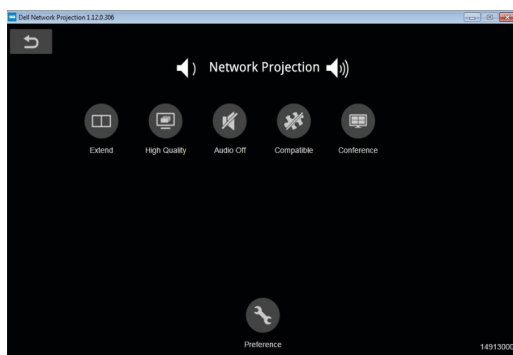 Dell Network Projection 1.12.0.306
Network Projection
Extend High Quality Audio Off Compatible Conference
Preference
14913000